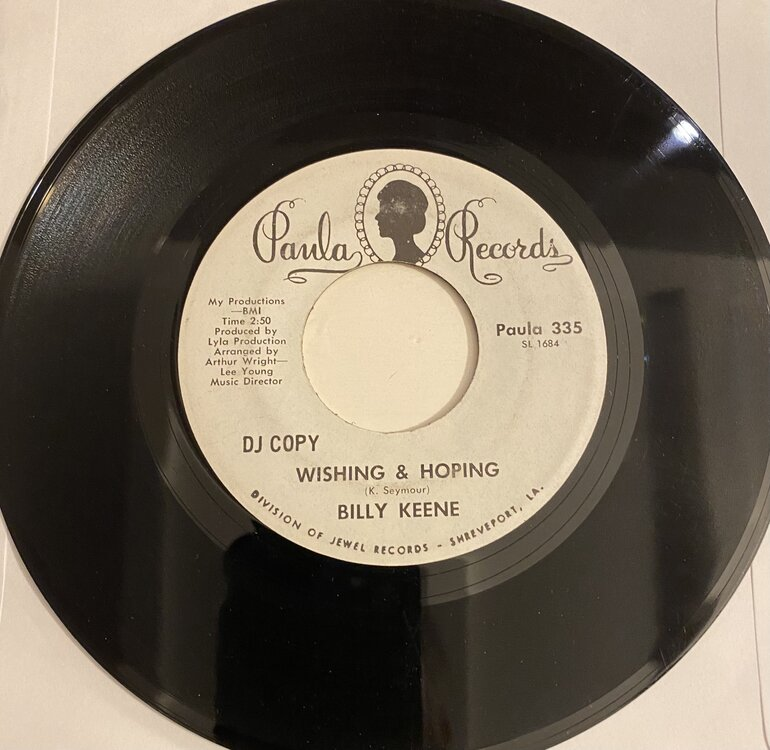 Paula Records
My Productions
—BMI
Time 2:50
Produced by
Lyla Production
Arranged by
Arthur Wright—
Lee Young
Music Director
Paula 335
SL 1684
DJ COPY
WISHING & HOPING
(K. Seymour)
BILLY KEENE
DIVISION OF JEWEL RECORDS - SHREVEPORT, LA.